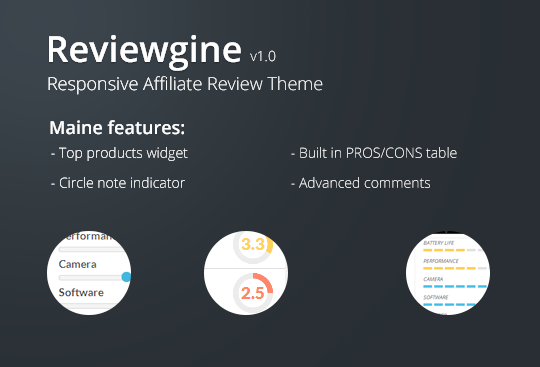 Reviewgine v1.0
Responsive Affiliate Review Theme
Maine features:
- Top products widget
- Built in PROS/CONS table
- Circle note indicator
- Advanced comments
Camera
Software
3.3
2.5
BATTERY LIFE
PERFORMANCE
CAMERA
SOFTWARE